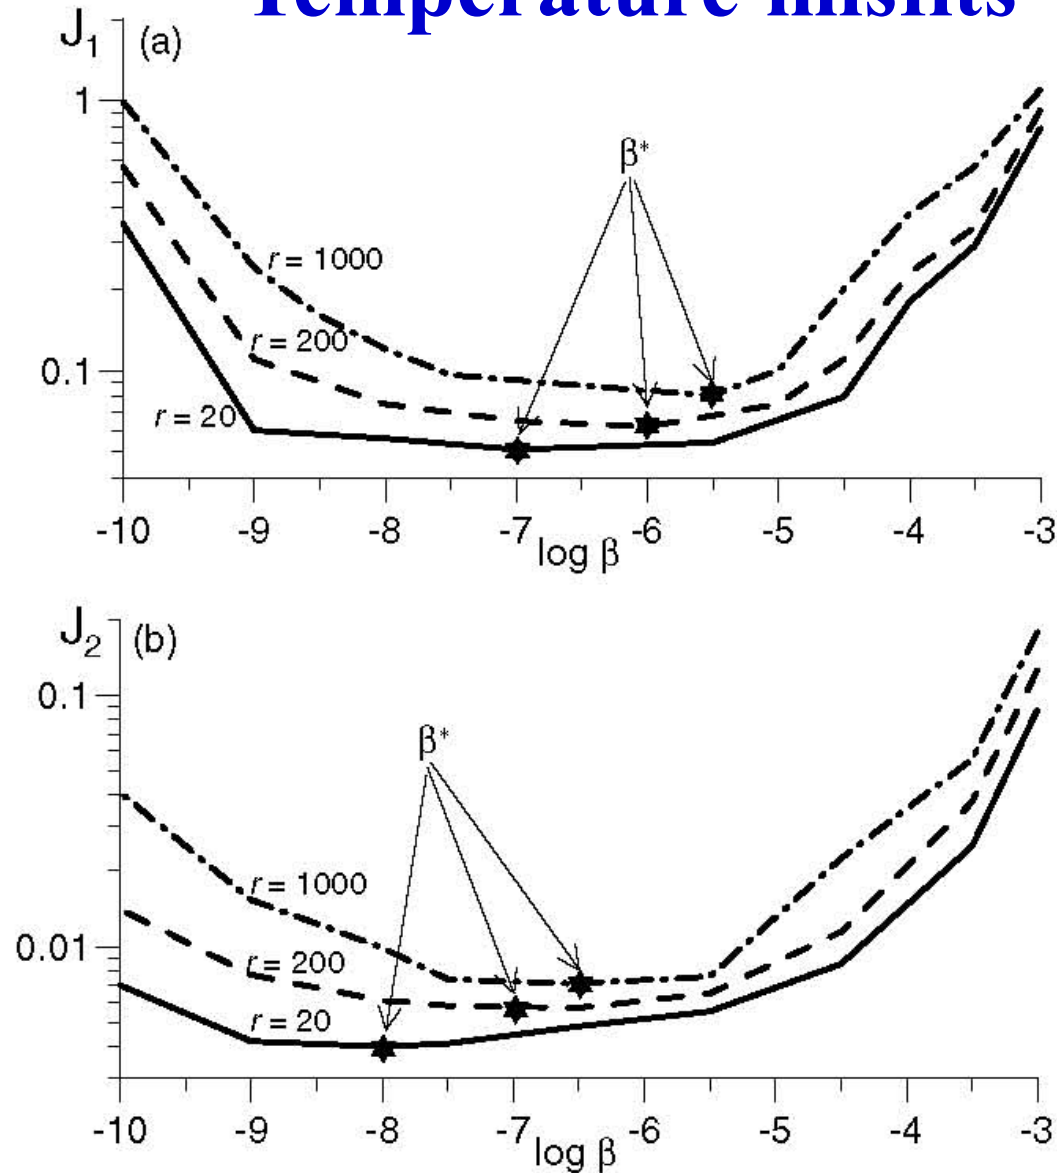 Temperature misfits
J1 (a)
1
β*
r = 1000
r = 200
0.1
r = 20
-10 -9 -8 -7 -6 -5 -4 -3
log β
J2 (b)
0.1
β*
r = 1000
0.01
r = 200
r = 20
-10 -9 -8 -7 -6 -5 -4 -3
log β